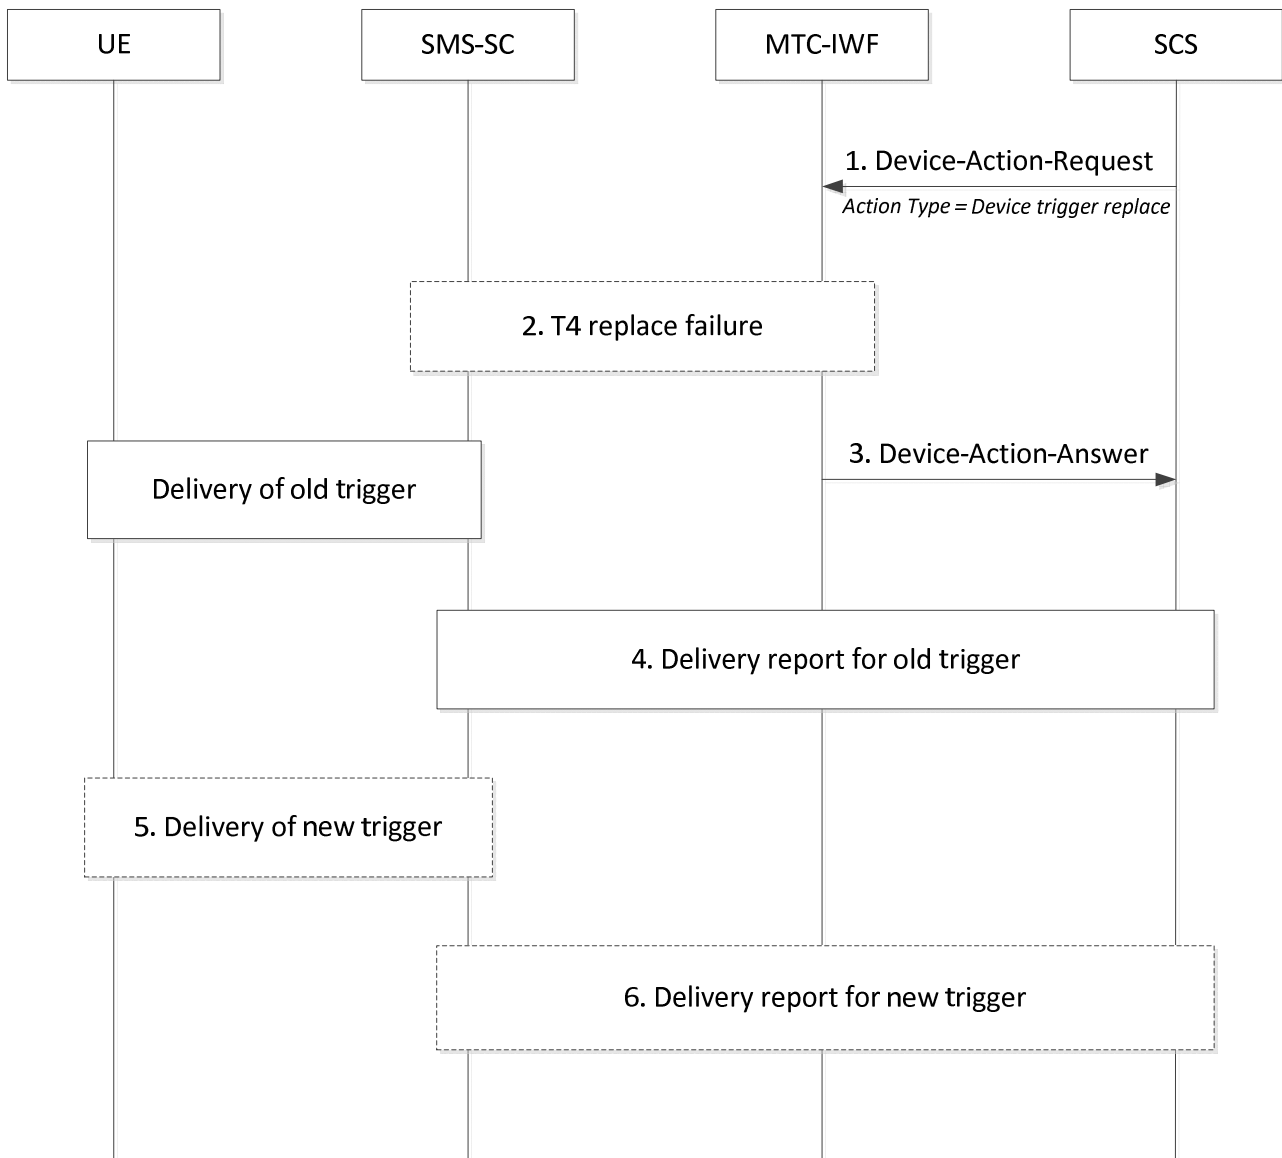 UE
SMS-SC
MTC-IWF
SCS
1. Device-Action-Request
Action Type = Device trigger replace
2. T4 replace failure
3. Device-Action-Answer
Delivery of old trigger
4. Delivery report for old trigger
5. Delivery of new trigger
6. Delivery report for new trigger